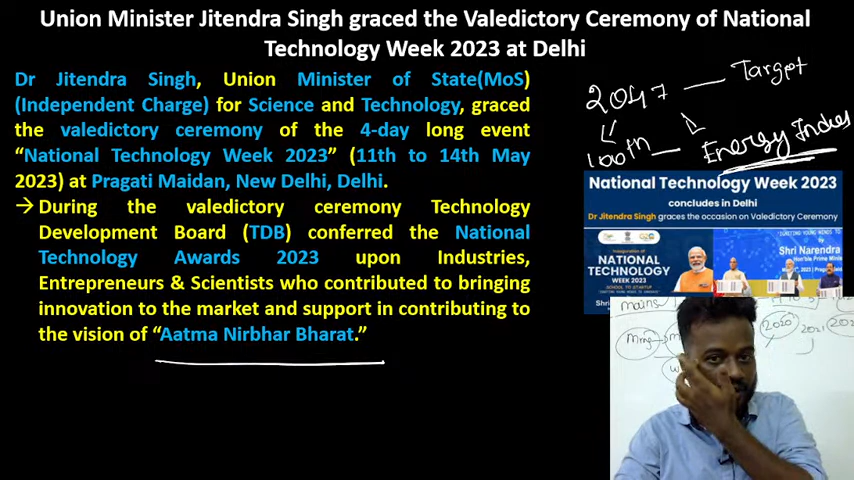 Union Minister Jitendra Singh graced the Valedictory Ceremony of National
Technology Week 2023 at Delhi
Dr Jitendra Singh, Union Minister of State(MoS)
(Independent Charge) for Science and Technology, graced
the valedictory ceremony of the 4-day long event
“National Technology Week 2023” (11th to 14th May
2023) at Pragati Maidan, New Delhi, Delhi.
→ During the valedictory ceremony Technology
Development Board (TDB) conferred the National
Technology Awards 2023 upon Industries,
Entrepreneurs & Scientists who contributed to bringing
innovation to the market and support in contributing to
the vision of “Aatma Nirbhar Bharat.”
2047 — Target
100th — Energy Indies
National Technology Week 2023
concludes in Delhi
Dr Jitendra Singh graces the occasion on Valedictory Ceremony
NATIONAL
TECHNOLOGY
WEEK 2023
SCHOOL TO STARTUP
Shri Narendra
mains
2020
2021